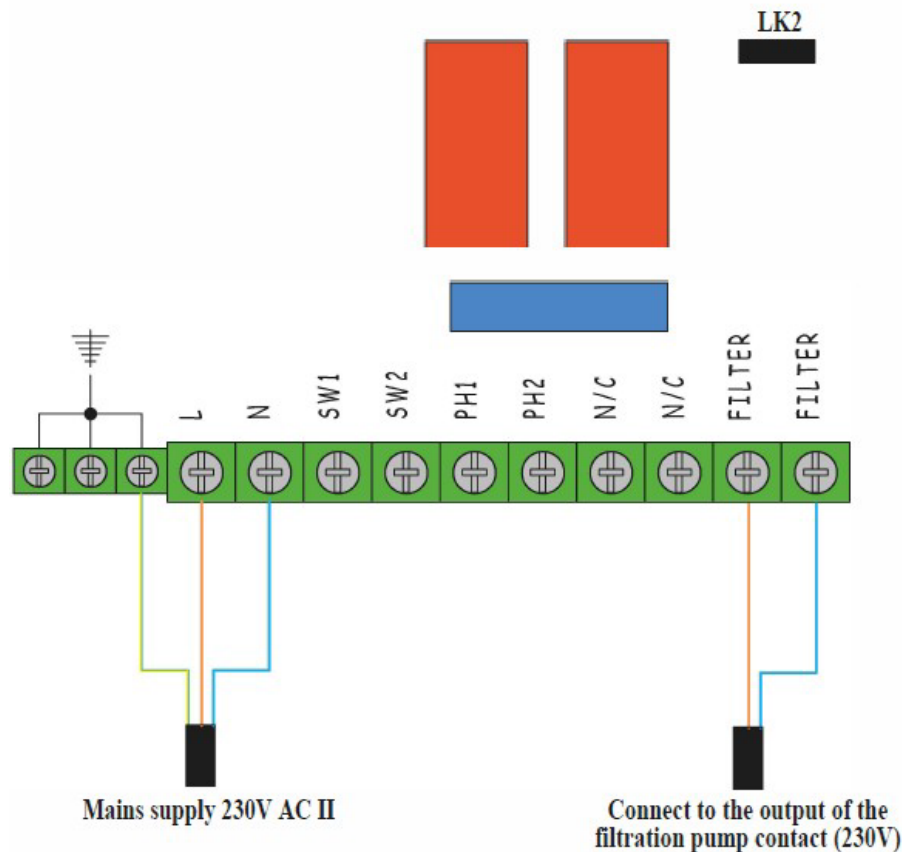 LK2
L
N
SW1
SW2
PH1
PH2
N/C
N/C
FILTER
FILTER
Mains supply 230V AC II
Connect to the output of the
filtration pump contact (230V)